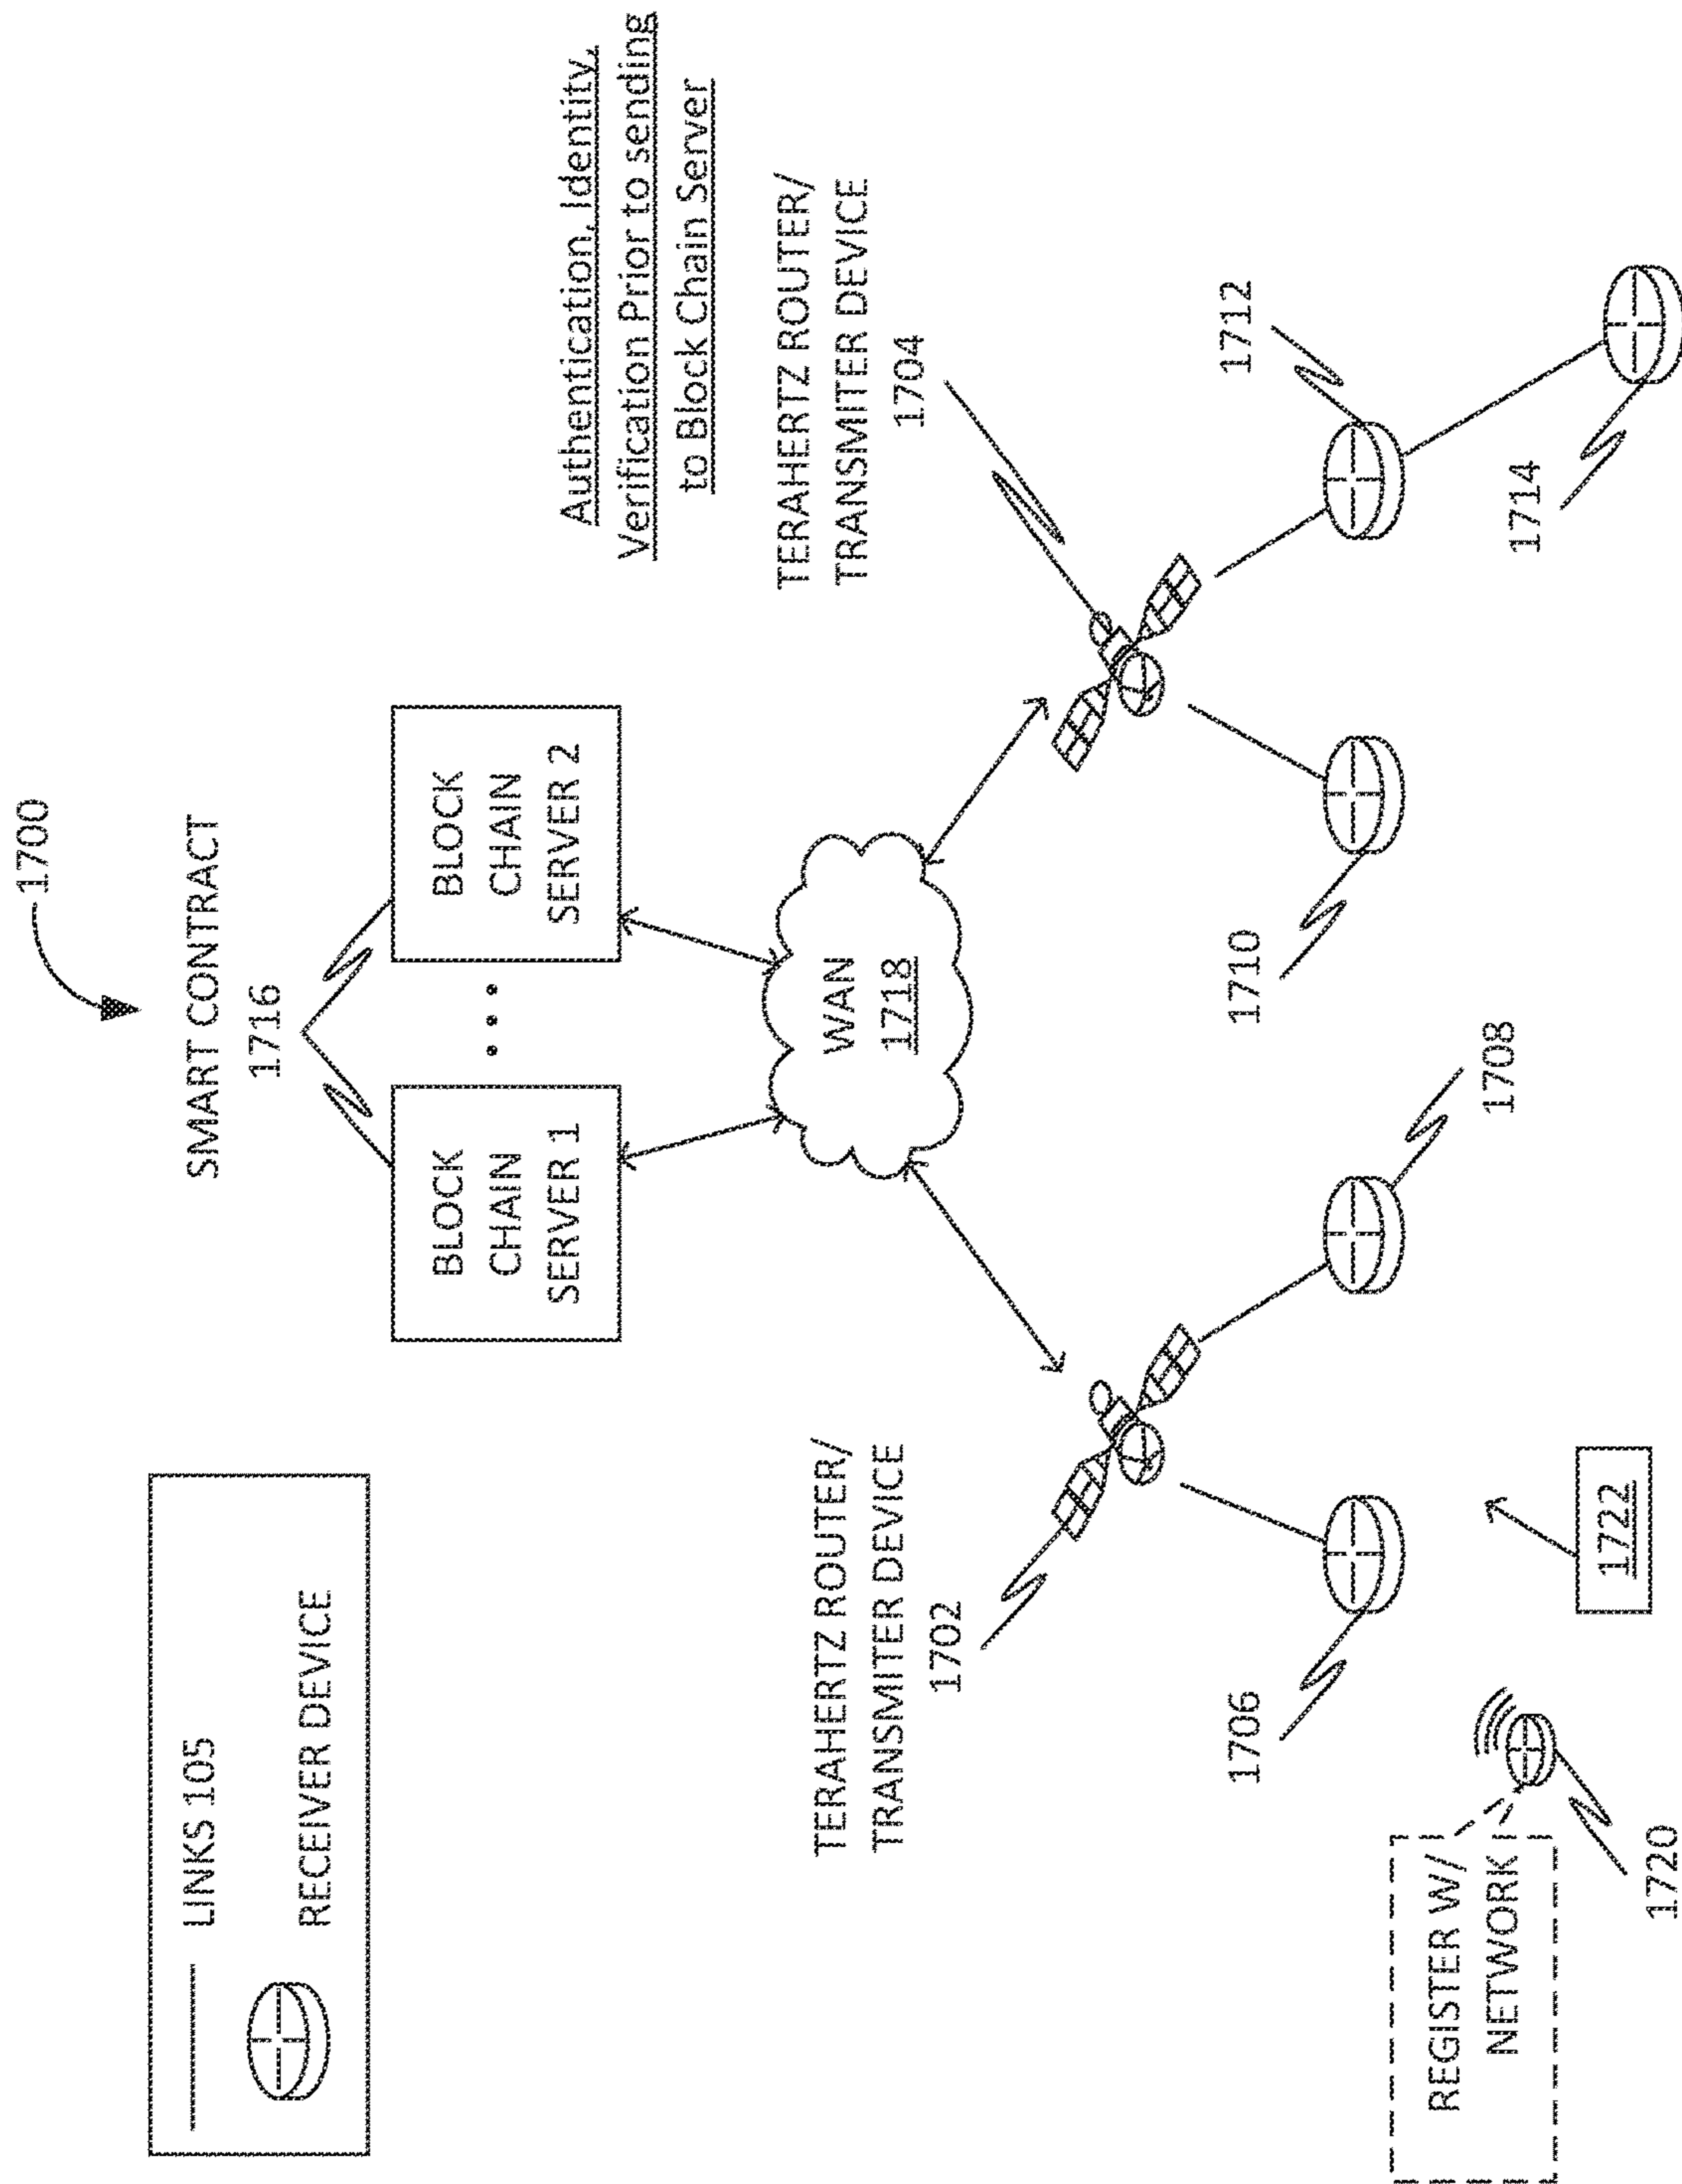 1700
SMART CONTRACT
1716
LINKS 105
RECEIVER DEVICE
BLOCK
CHAIN
SERVER 1
BLOCK
CHAIN
SERVER 2
Authentication, Identity,
Verification Prior to sending
to Block Chain Server
WAN
1718
TERAHERTZ ROUTER/
TRANSMITER DEVICE
1702
TERAHERTZ ROUTER/
TRANSMITER DEVICE
1704
1706
1710
1712
1708
1714
REGISTER W/
NETWORK
1722
1720